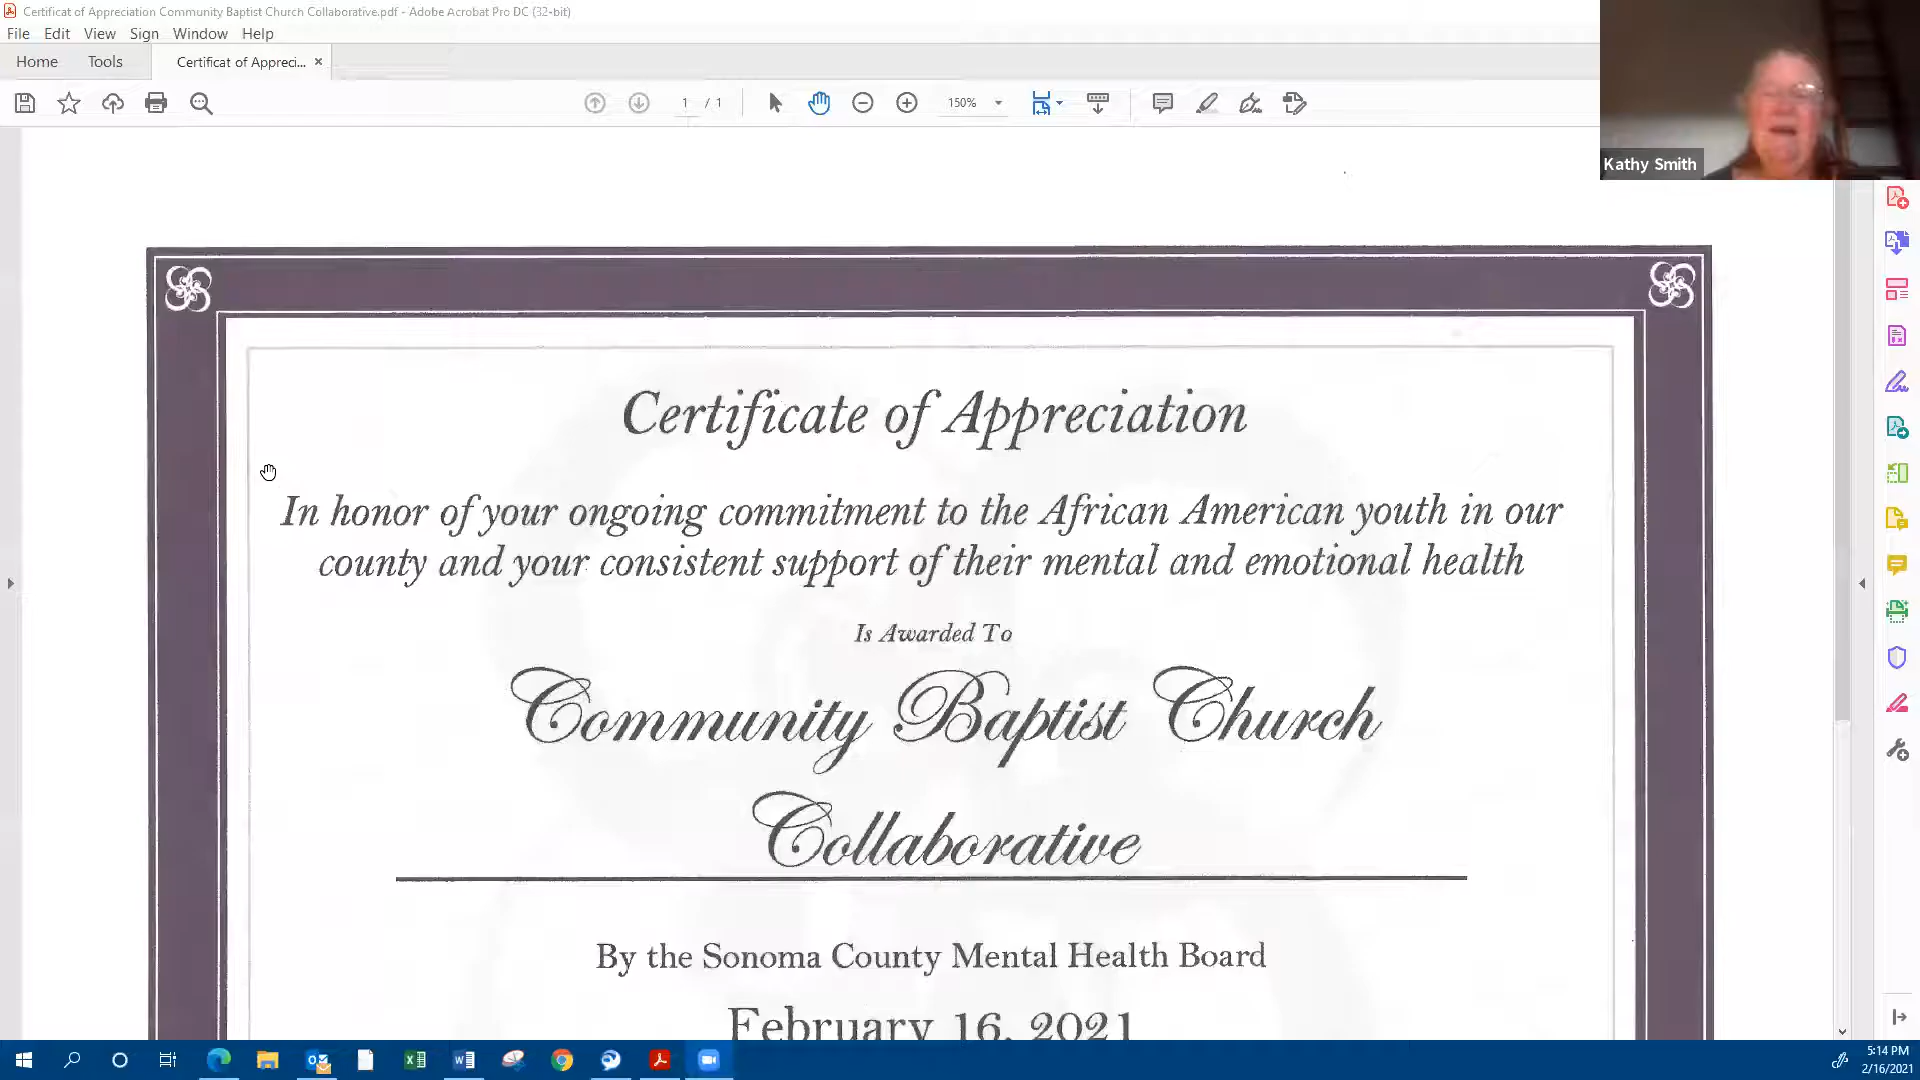 Certificat of Appreciation Community Baptist Church Collaborative.pdf - Adobe Acrobat Pro DC (32-bit)
File Edit View Sign Window Help
Home Tools Certificat of Appreci... ×
1 / 1 150%
Kathy Smith
Certificate of Appreciation
In honor of your ongoing commitment to the African American youth in our
county and your consistent support of their mental and emotional health
Is Awarded To
Community Baptist Church
Collaborative
By the Sonoma County Mental Health Board
February 16, 2021
5:14 PM
2/16/2021